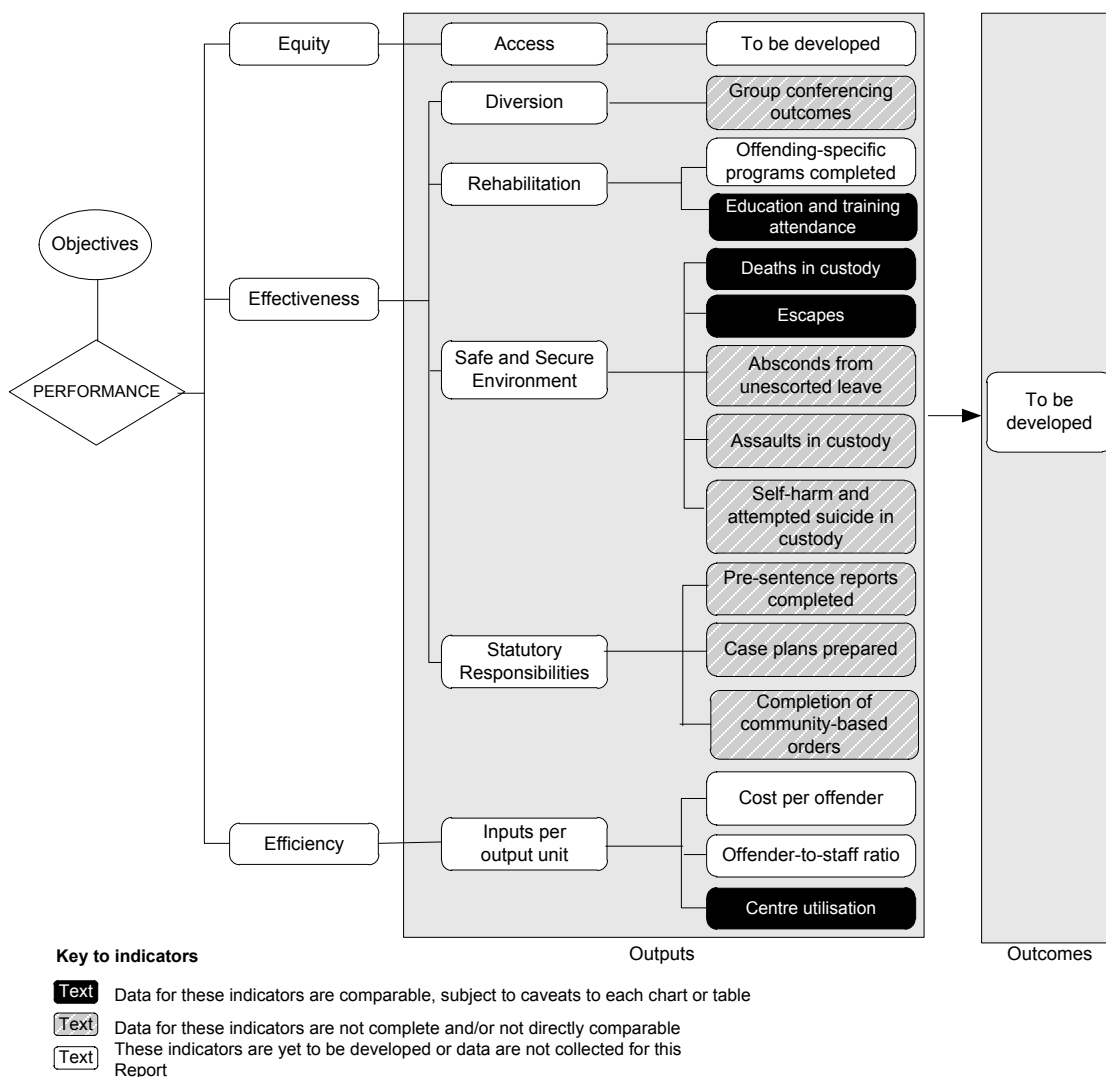 Equity
Access
To be developed
Diversion
Group conferencing
outcomes
Rehabilitation
Offending-specific
programs completed
Education and training
attendance
Objectives
PERFORMANCE
Effectiveness
Safe and Secure
Environment
Deaths in custody
Escapes
Absconds from
unescorted leave
Assaults in custody
Self-harm and
attempted suicide in
custody
To be
developed
Statutory
Responsibilities
Pre-sentence reports
completed
Case plans prepared
Completion of
community-based
orders
Efficiency
Inputs per
output unit
Cost per offender
Offender-to-staff ratio
Centre utilisation
Outputs
Outcomes
Key to indicators
Text Data for these indicators are comparable, subject to caveats to each chart or table
Text Data for these indicators are not complete and/or not directly comparable
Text These indicators are yet to be developed or data are not collected for this
Report